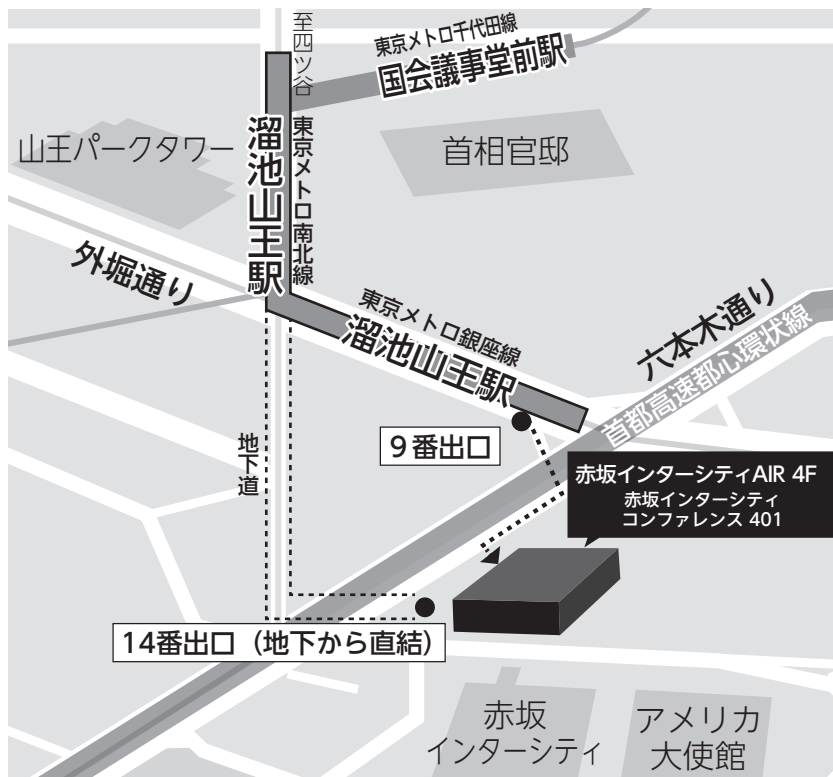 至四ツ谷
東京メトロ千代田線
国会議事堂前駅
山王パークタワー
溜池山王駅
東京メトロ南北線
首相官邸
外堀通り
東京メトロ銀座線
溜池山王駅
六本木通り
首都高速都心環状線
9番出口
地下道
赤坂インターシティAIR 4F
赤坂インターシティ
コンファレンス 401
14番出口（地下から直結）
赤坂
インターシティ
アメリカ
大使館